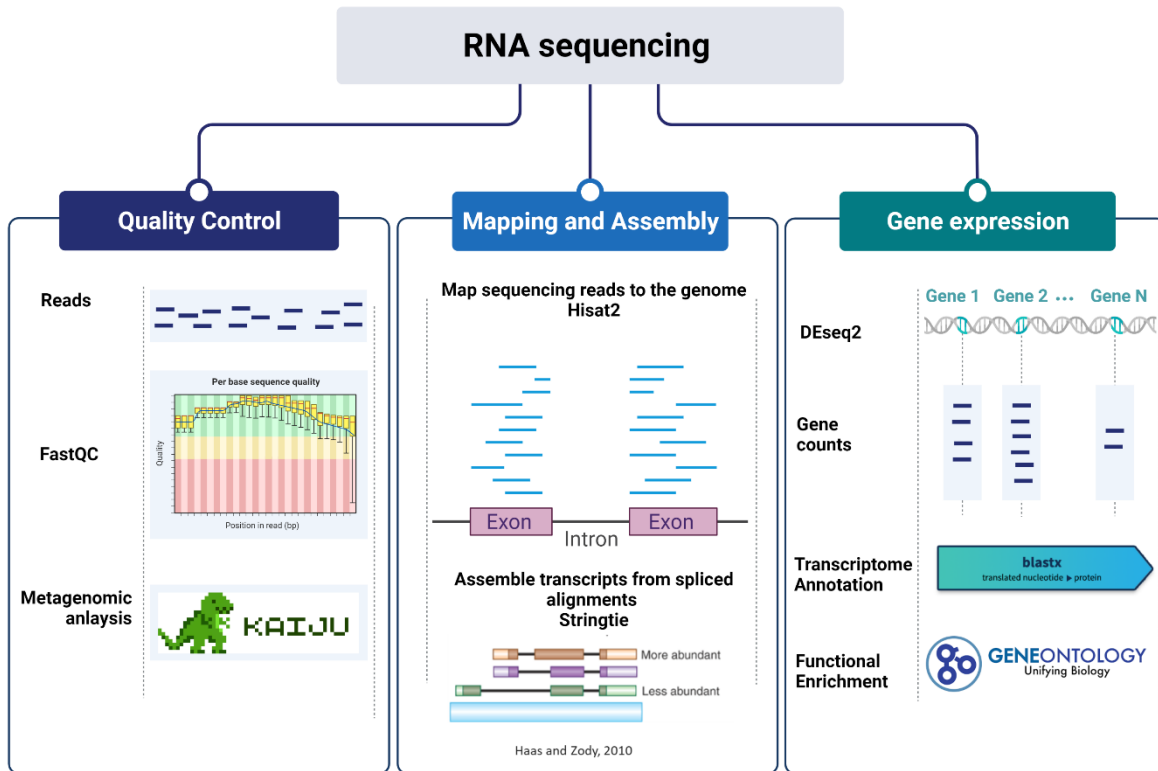 RNA sequencing
Quality Control
Reads
Per base sequence quality
Quality
FastQC
Position in read (bp)
Metagenomic
anlaysis
KAIJU
Mapping and Assembly
Map sequencing reads to the genome
Hisat2
Exon
Exon
Intron
Assemble transcripts from spliced
alignments
Stringtie
More abundant
Less abundant
Haas and Zody, 2010
Gene expression
Gene 1 Gene 2 ... Gene N
DEseq2
Gene
counts
Transcriptome
Annotation
blastx
translated nucleotide ▶ protein
Functional
Enrichment
go
GENEONTOLOGY
Unifying Biology